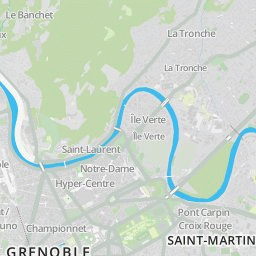 Le Banchet
La Tronche
La Tronche
Île Verte
Île Verte
Saint-Laurent
Notre-Dame
Hyper-Centre
Pont Carpin
Croix Rouge
Championnet
SAINT-MARTIN
GRENOBLE